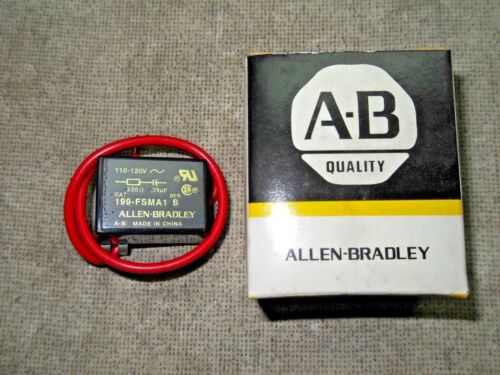 110-120V ~
220Ω .39µF
CAT SER
199-FSMA1 B
ALLEN-BRADLEY
A-B MADE IN CHINA
A-B
QUALITY
ALLEN-BRADLEY